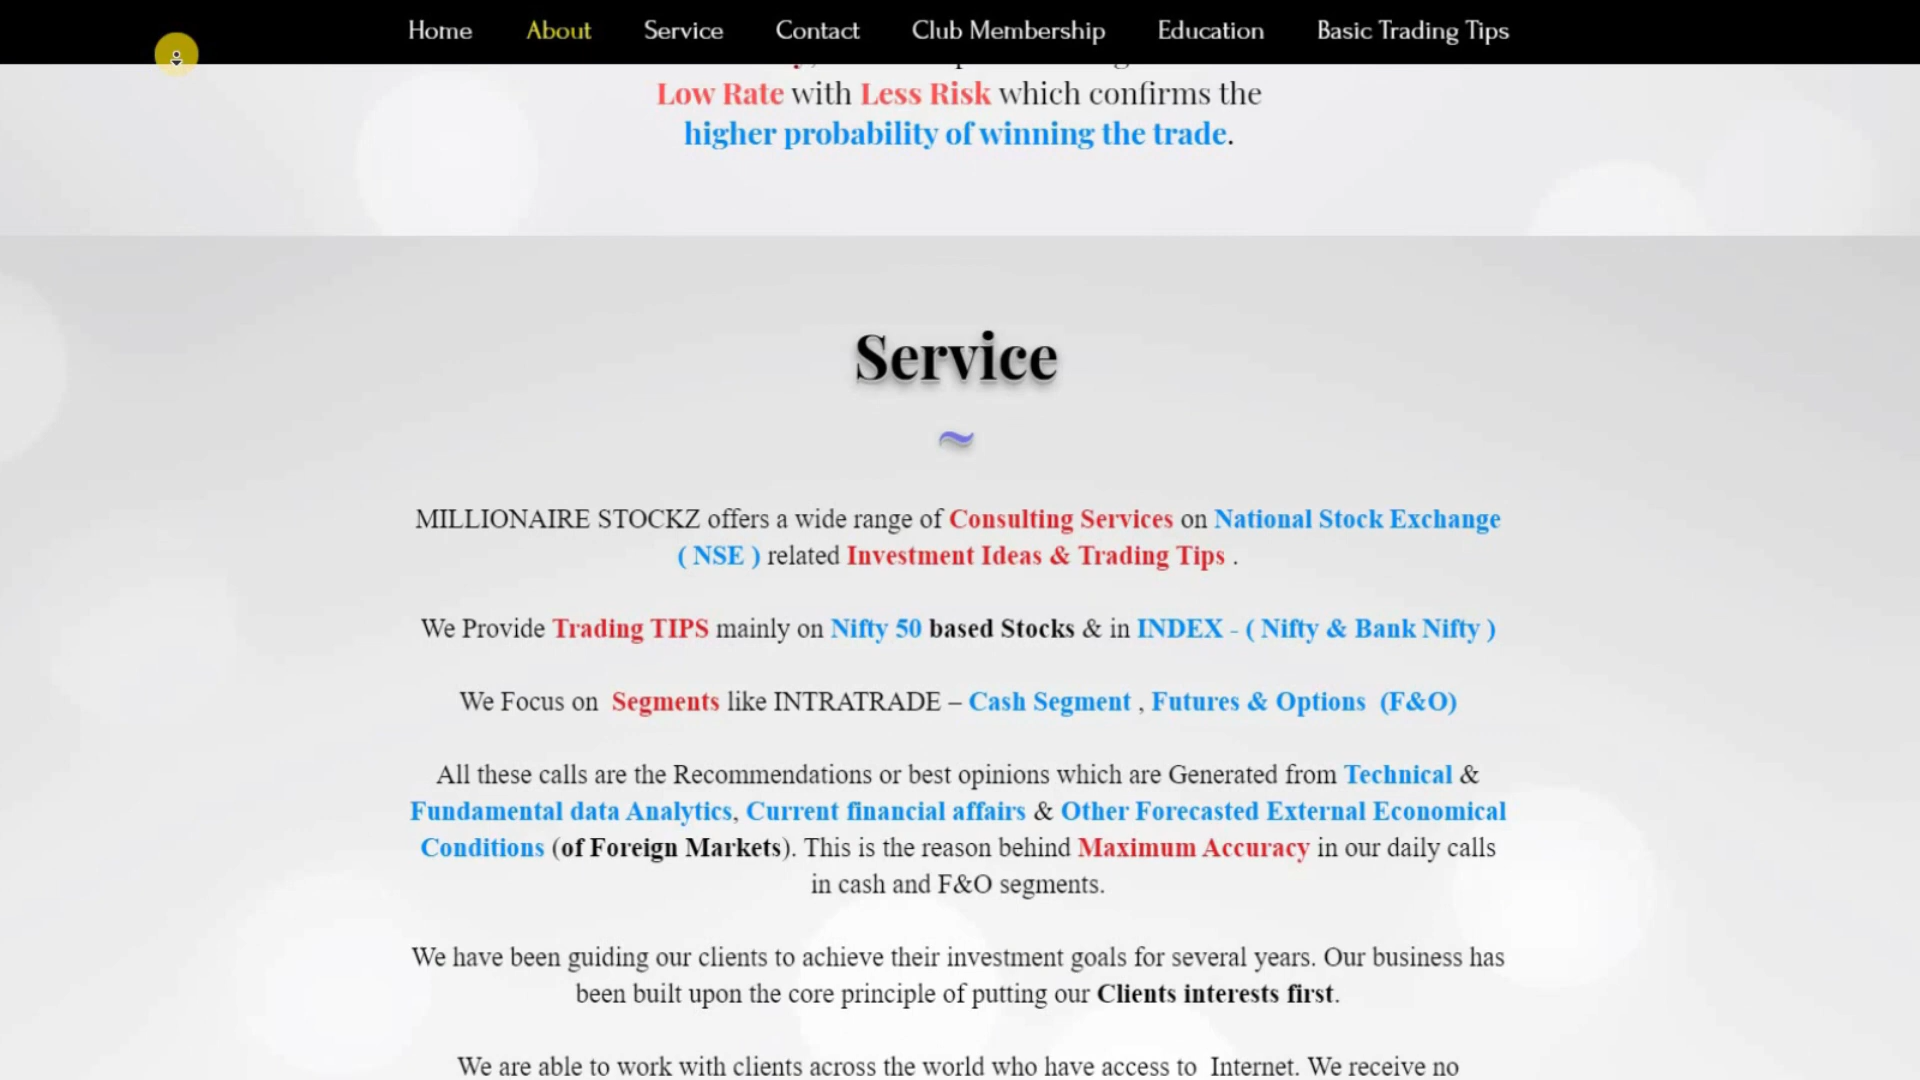 Home About Service Contact Club Membership Education Basic Trading Tips
Low Rate with Less Risk which confirms the
higher probability of winning the trade.
Service
~
MILLIONAIRE STOCKZ offers a wide range of Consulting Services on National Stock Exchange
( NSE ) related Investment Ideas & Trading Tips .
We Provide Trading TIPS mainly on Nifty 50 based Stocks & in INDEX - ( Nifty & Bank Nifty )
We Focus on Segments like INTRATRADE – Cash Segment , Futures & Options (F&O)
All these calls are the Recommendations or best opinions which are Generated from Technical &
Fundamental data Analytics, Current financial affairs & Other Forecasted External Economical
Conditions (of Foreign Markets). This is the reason behind Maximum Accuracy in our daily calls
in cash and F&O segments.
We have been guiding our clients to achieve their investment goals for several years. Our business has
been built upon the core principle of putting our Clients interests first.
We are able to work with clients across the world who have access to Internet. We receive no